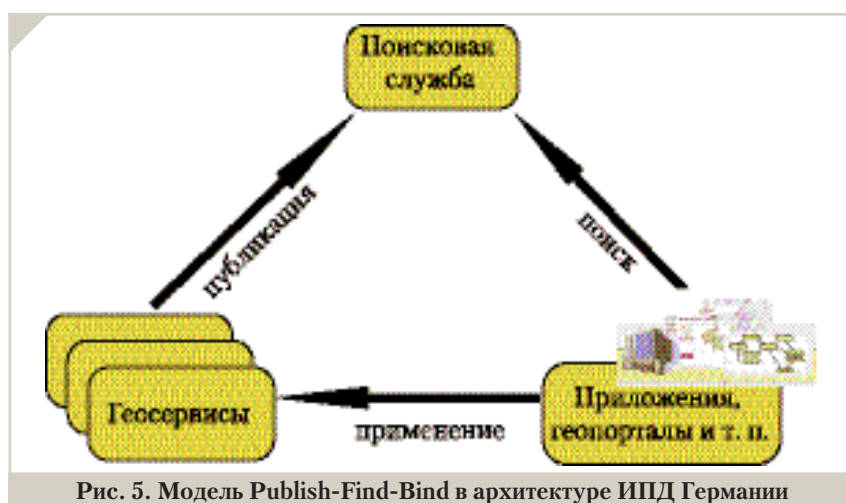 Поисковая
служба
публикация
поиск
Геосервисы
применение
Приложения,
геопорталы и т. п.
Рис. 5. Модель Publish-Find-Bind в архитектуре ИПД Германии